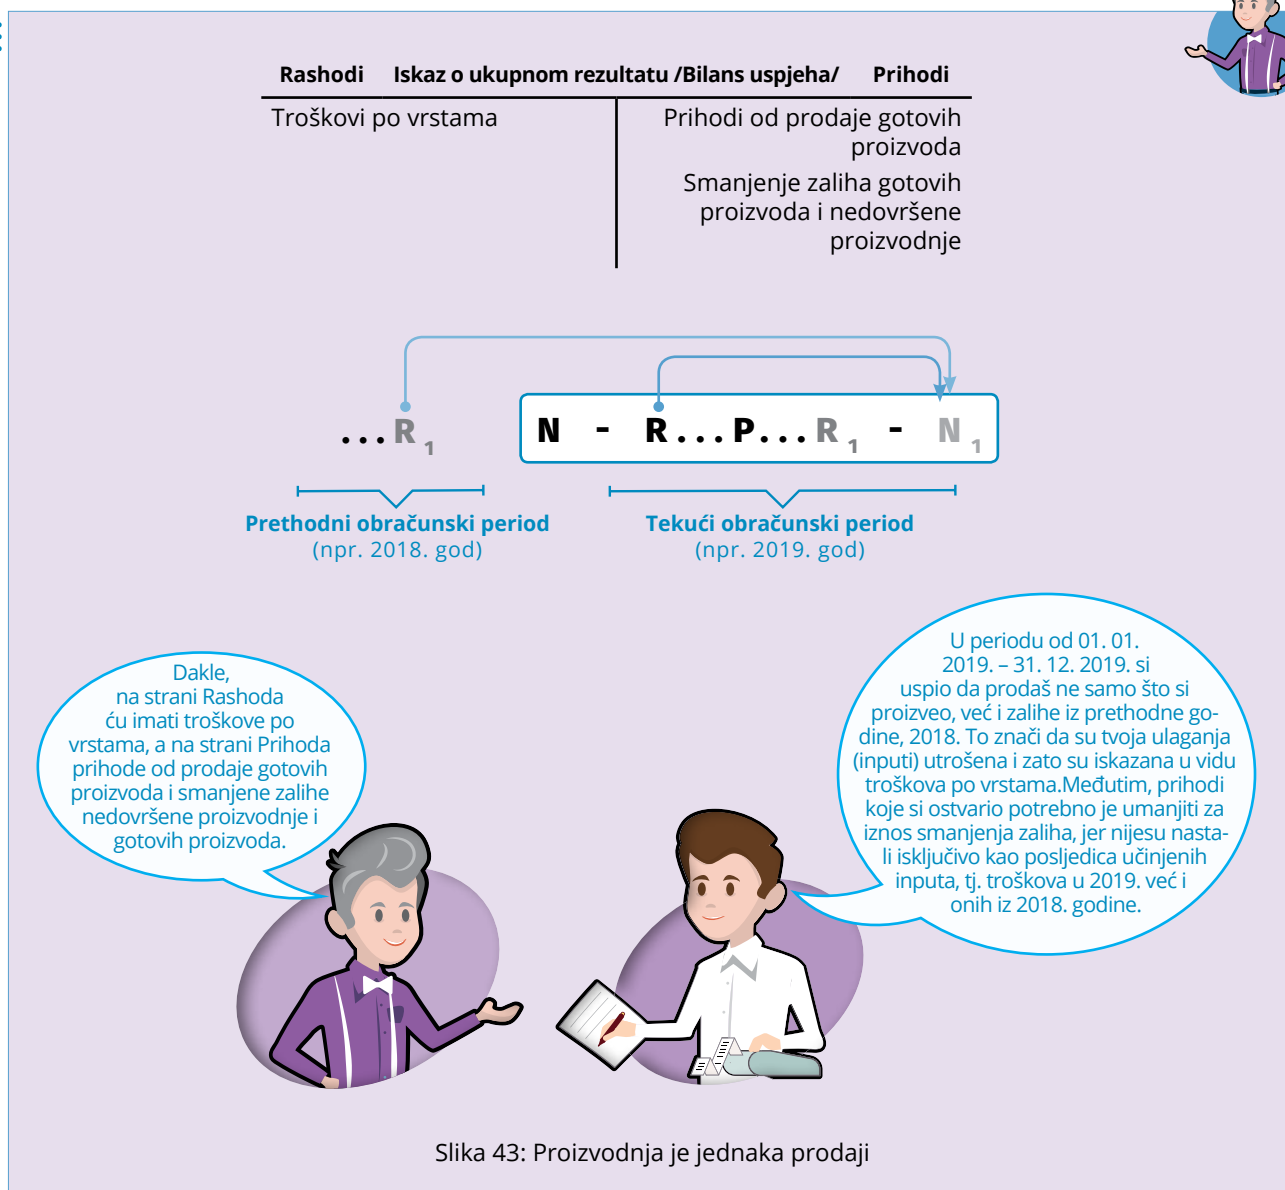 Rashodi Iskaz o ukupnom rezultatu /Bilans uspjeha/ Prihodi
Troškovi po vrstama
Prihodi od prodaje gotovih
proizvoda
Smanjenje zaliha gotovih
proizvoda i nedovršene
proizvodnje
...R1
N - R...P...R1 - N1
Prethodni obračunski period
(npr. 2018. god)
Tekući obračunski period
(npr. 2019. god)
Dakle,
na strani Rashoda
ću imati troškove po
vrstama, a na strani Prihoda
prihode od prodaje gotovih
proizvoda i smanjene zalihe
nedovršene proizvodnje i
gotovih proizvoda.
U periodu od 01. 01.
2019. – 31. 12. 2019. si
uspio da prodaš ne samo što si
proizveo, već i zalihe iz prethodne go-
dine, 2018. To znači da su tvoja ulaganja
(inputi) utrošena i zato su iskazana u vidu
troškova po vrstama.Međutim, prihodi
koje si ostvario potrebno je umanjiti za
iznos smanjenja zaliha, jer nijesu nasta-
li isključivo kao posljedica učinjenih
inputa, tj. troškova u 2019. već i
onih iz 2018. godine.
Slika 43: Proizvodnja je jednaka prodaji